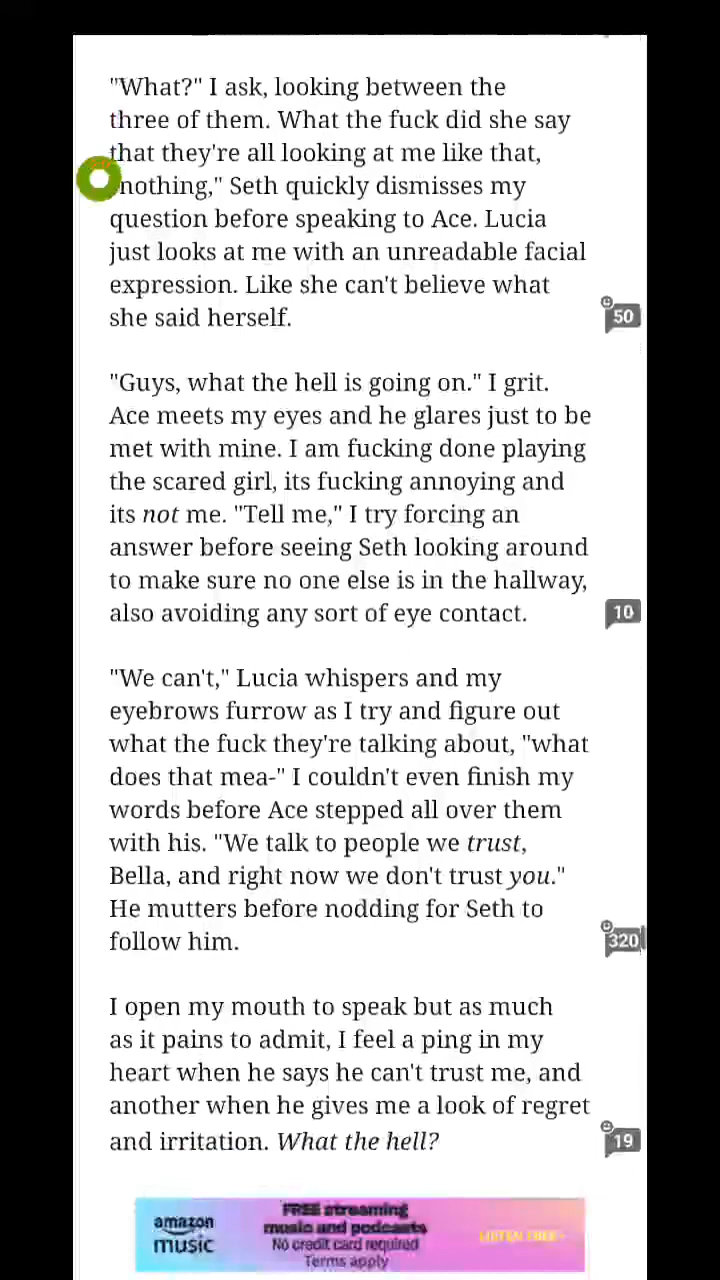 "What?" I ask, looking between the
three of them. What the fuck did she say
that they're all looking at me like that,
nothing," Seth quickly dismisses my
question before speaking to Ace. Lucia
just looks at me with an unreadable facial
expression. Like she can't believe what
she said herself.
50
"Guys, what the hell is going on." I grit.
Ace meets my eyes and he glares just to be
met with mine. I am fucking done playing
the scared girl, its fucking annoying and
its not me. "Tell me," I try forcing an
answer before seeing Seth looking around
to make sure no one else is in the hallway,
also avoiding any sort of eye contact.
10
"We can't," Lucia whispers and my
eyebrows furrow as I try and figure out
what the fuck they're talking about, "what
does that mea-" I couldn't even finish my
words before Ace stepped all over them
with his. "We talk to people we trust,
Bella, and right now we don't trust you."
He mutters before nodding for Seth to
follow him.
320
I open my mouth to speak but as much
as it pains to admit, I feel a ping in my
heart when he says he can't trust me, and
another when he gives me a look of regret
and irritation. What the hell?
19
amazon
music
FREE streaming
music and podcasts
No credit card required
Terms apply
LISTEN FREE